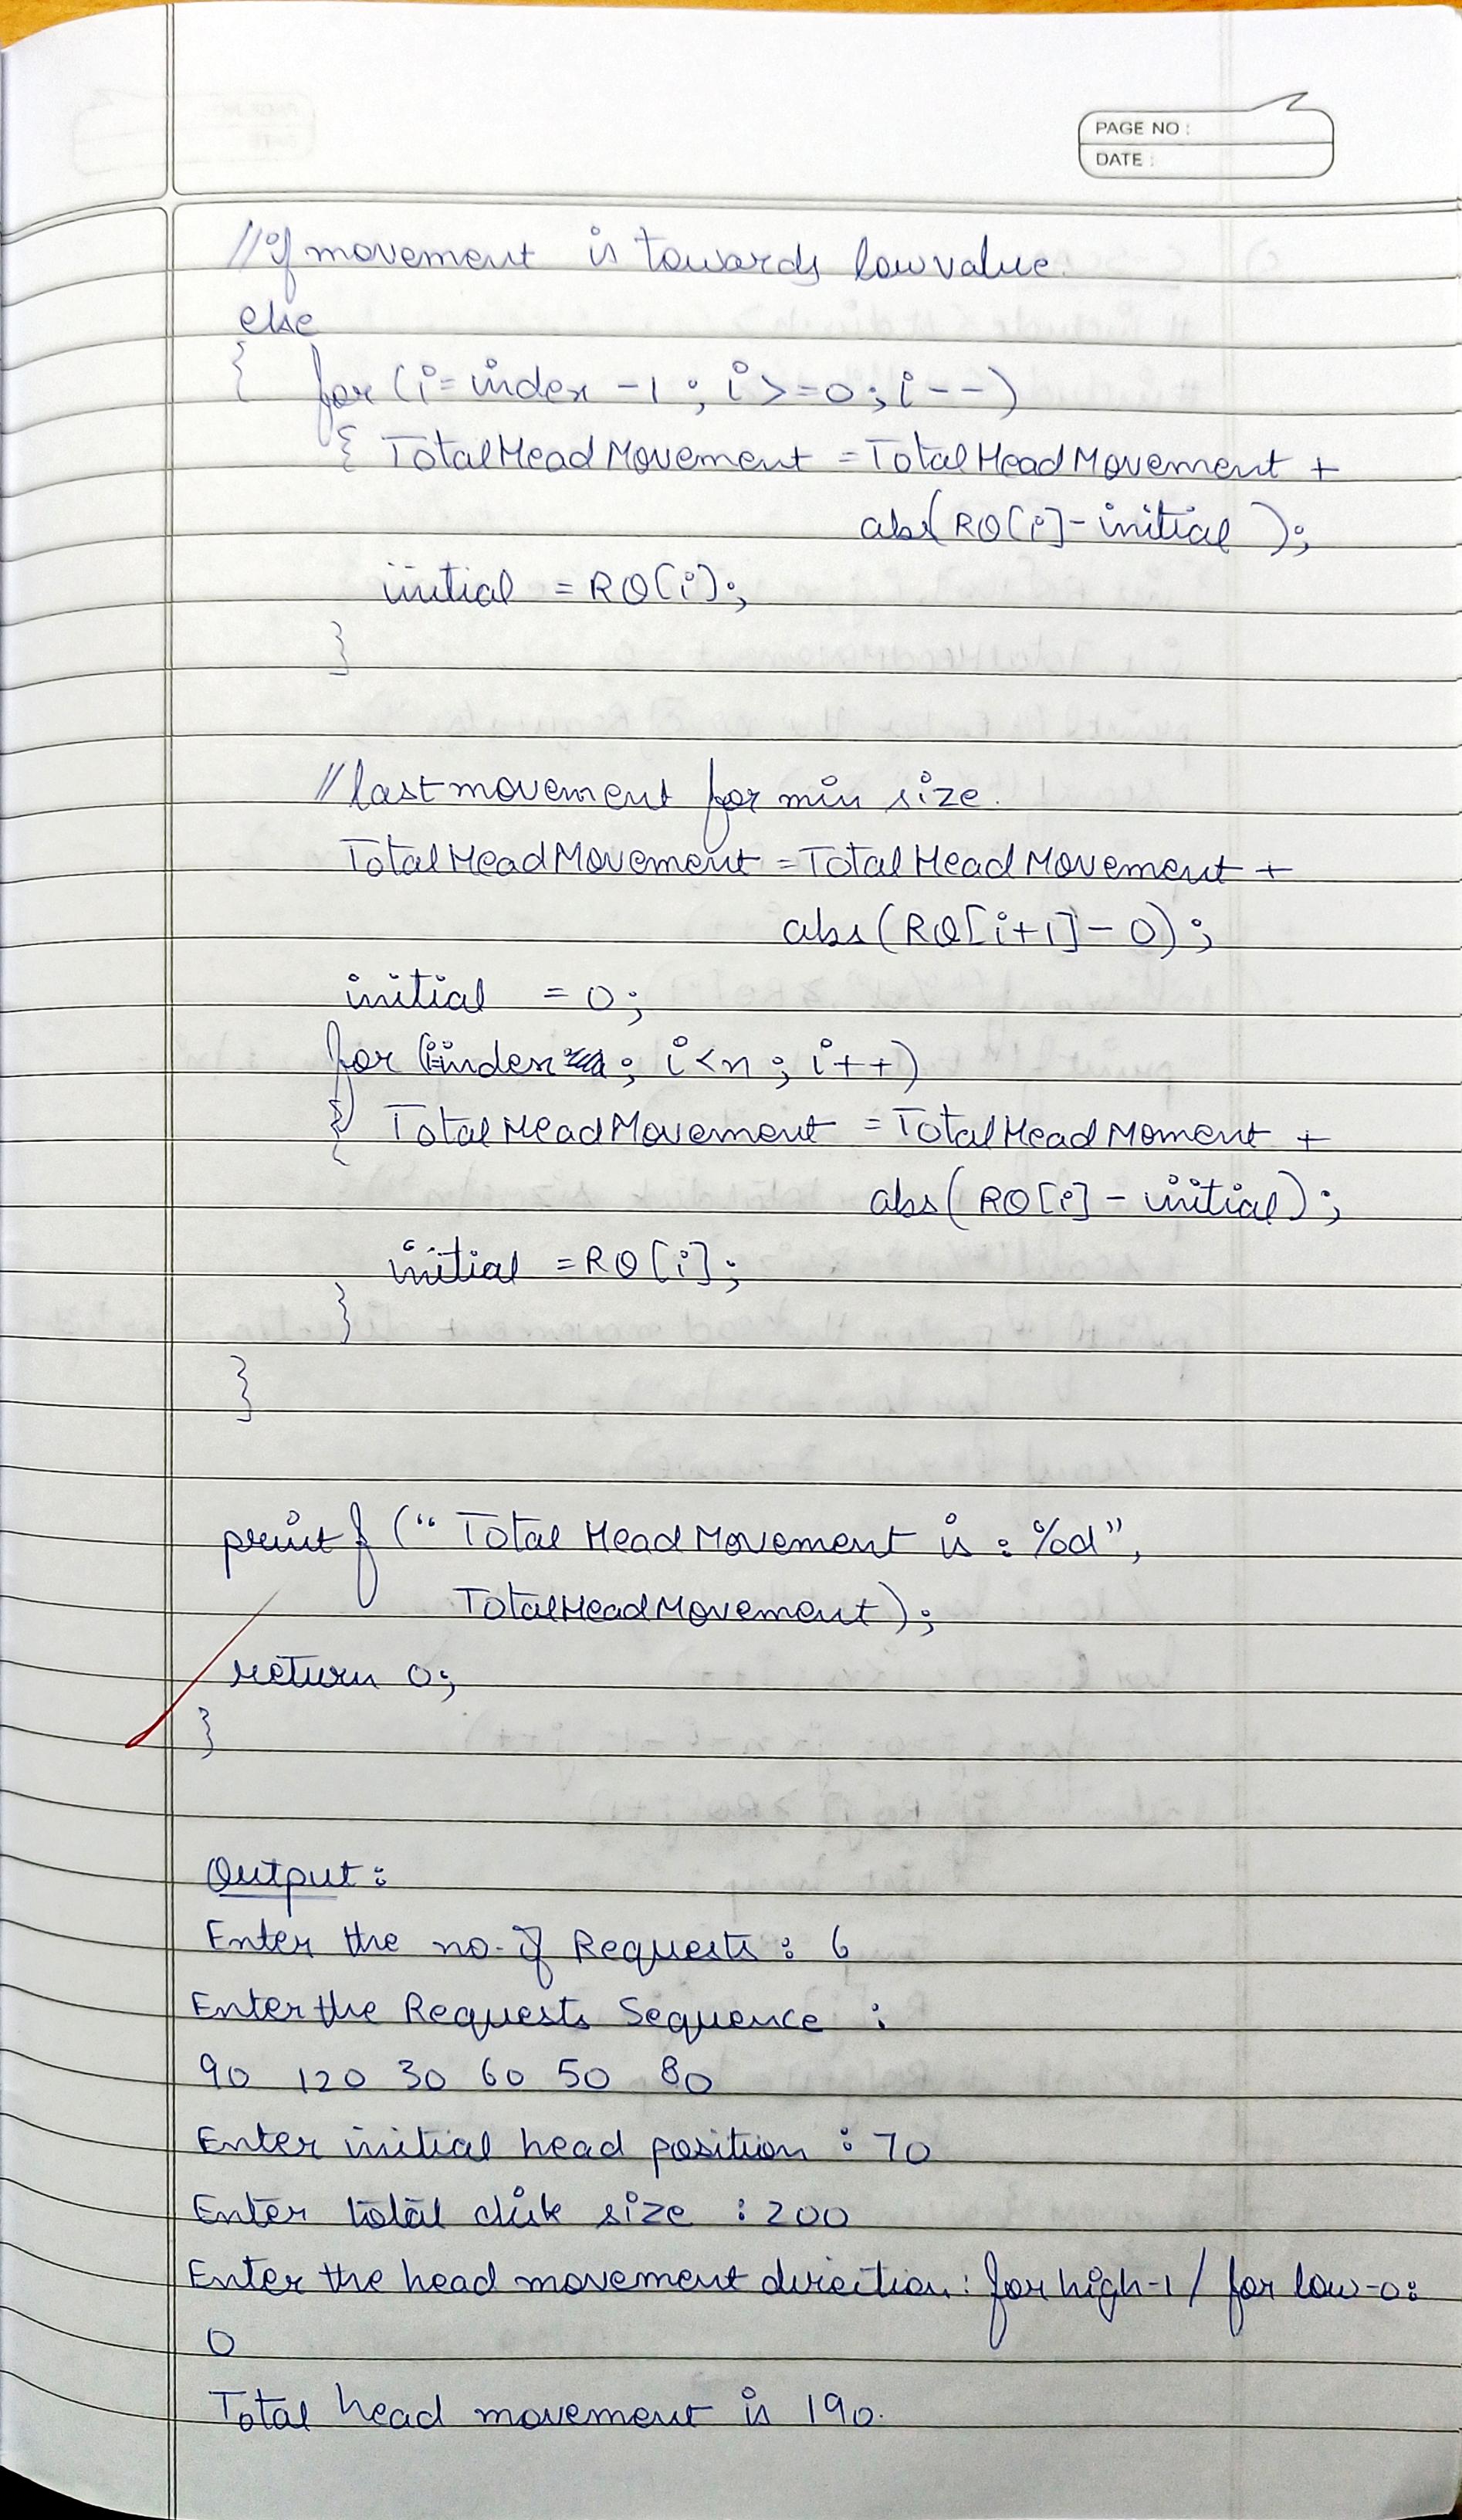 PAGE NO :
DATE :
//if movement is towards low value.
else
{ for (i=index -1 ; i >=0 ; i--)
{ TotalHeadMovement = TotalHeadMovement +
abs(RQ[i]-initial );
initial = RQ[i];
}
//last movement for min size.
TotalHeadMovement = TotalHeadMovement +
abs(RQ[i+1]-0);
initial = 0;
for (i=index ; i<n ; i++)
{ TotalHeadMovement = TotalHeadMoment +
abs(RQ[i] - initial);
initial = RQ[i];
}
}
printf (“ Total HeadMovement is : %d”,
TotalHeadMovement);
return 0;
}
Output :
Enter the no. of Requests : 6
Enter the Requests Sequence :
90 120 30 60 50 80
Enter initial head position : 70
Enter total disk size : 200
Enter the head movement direction: for high-1 / for low-0:
0
Total head movement is 190.